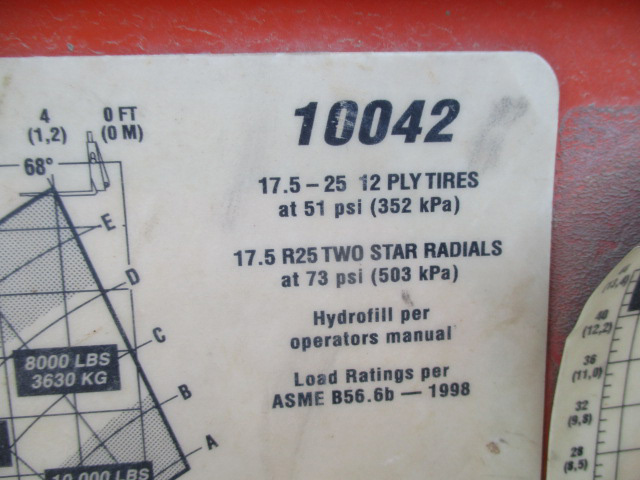 4
(1,2)
0 FT
(0 M)
68°
E
D
C
B
A
8000 LBS
3630 KG
10,000 LBS
10042
17.5 – 25 12 PLY TIRES
at 51 psi (352 kPa)
17.5 R25 TWO STAR RADIALS
at 73 psi (503 kPa)
Hydrofill per
operators manual
Load Ratings per
ASME B56.6b — 1998
40
(12,2)
36
(11,0)
32
(9,8)
28
(8,5)